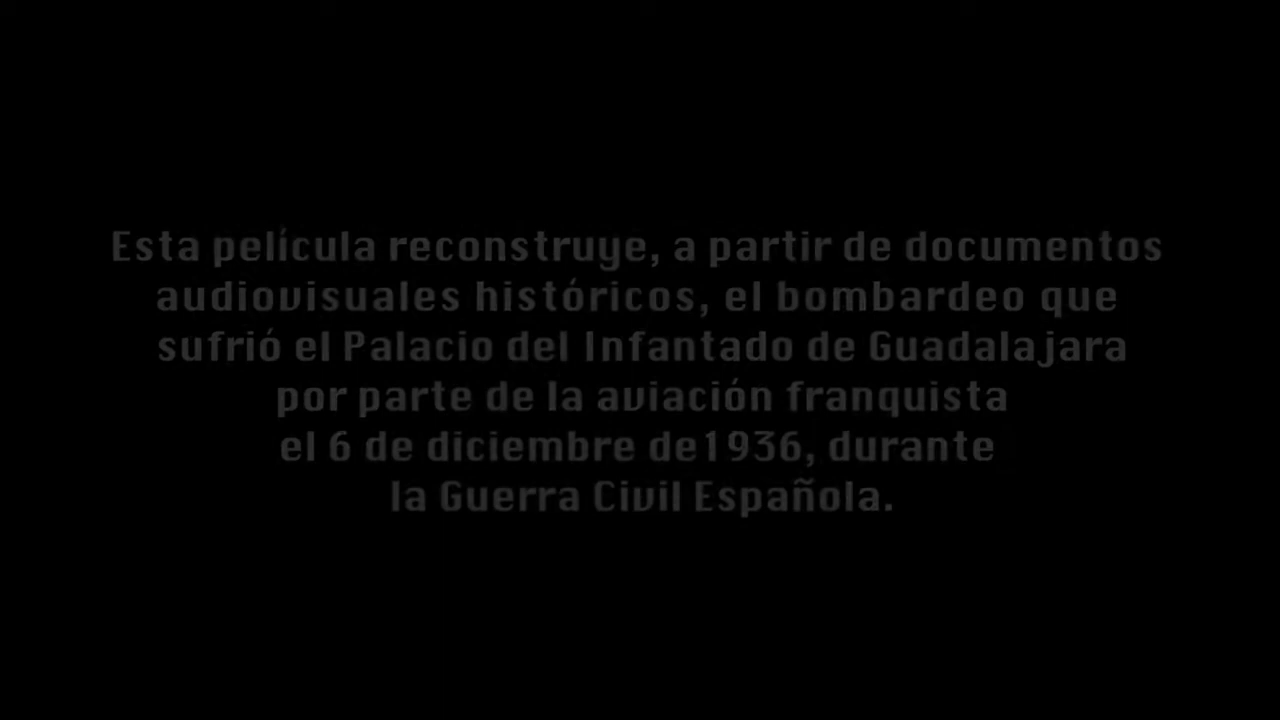 Esta película reconstruye, a partir de documentos
audiovisuales históricos, el bombardeo que
sufrió el Palacio del Infantado de Guadalajara
por parte de la aviación franquista
el 6 de diciembre de1936, durante
la Guerra Civil Española.